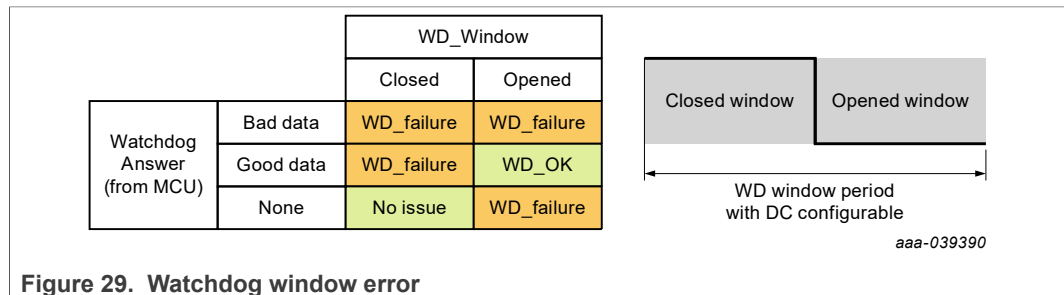 WD_Window
Closed Opened
Watchdog
Answer
(from MCU)
Bad data WD_failure WD_failure
Good data WD_failure WD_OK
None No issue WD_failure
Closed window Opened window
WD window period
with DC configurable
aaa-039390
Figure 29. Watchdog window error